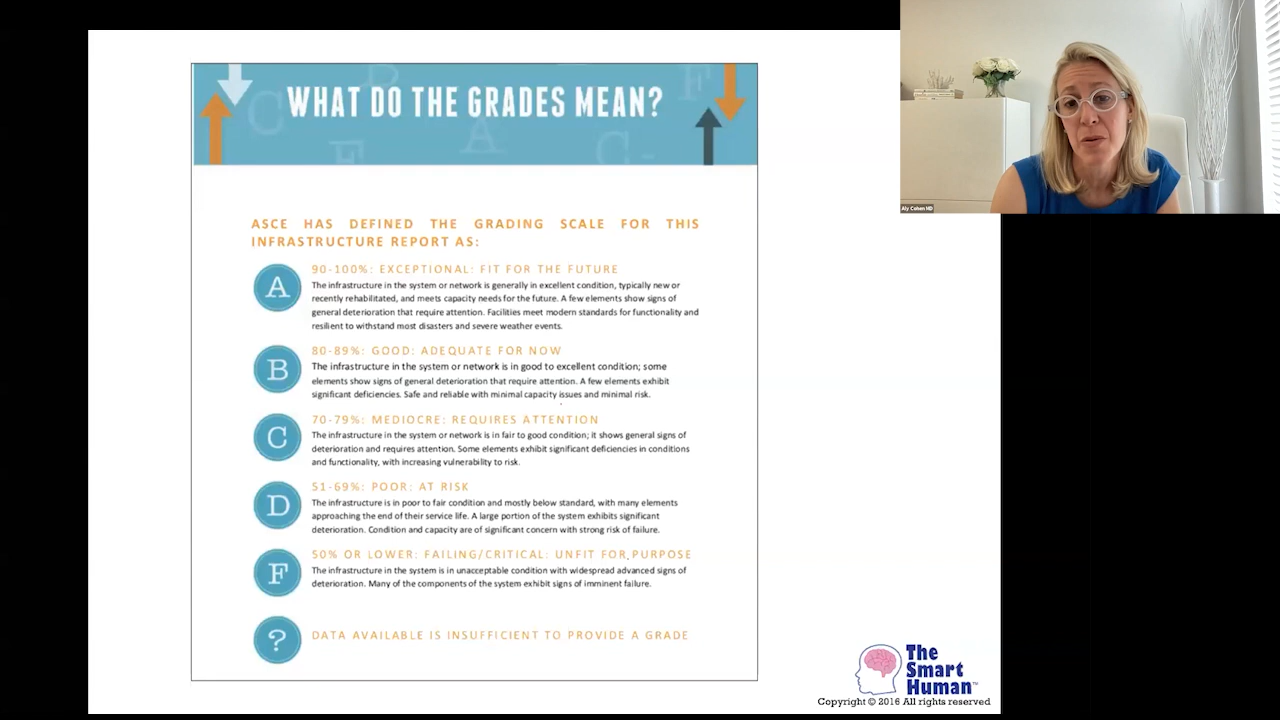 WHAT DO THE GRADES MEAN?
ASCE HAS DEFINED THE GRADING SCALE FOR THIS
INFRASTRUCTURE REPORT AS:
A
90-100%: EXCEPTIONAL: FIT FOR THE FUTURE
The infrastructure in the system or network is generally in excellent condition, typically new or
recently rehabilitated, and meets capacity needs for the future. A few elements show signs of
general deterioration that require attention. Facilities meet modern standards for functionality and
resilient to withstand most disasters and severe weather events.
B
80-89%: GOOD: ADEQUATE FOR NOW
The infrastructure in the system or network is in good to excellent condition; some
elements show signs of general deterioration that require attention. A few elements exhibit
significant deficiencies. Safe and reliable with minimal capacity issues and minimal risk.
C
70-79%: MEDIOCRE: REQUIRES ATTENTION
The infrastructure in the system or network is in fair to good condition; it shows general signs of
deterioration and requires attention. Some elements exhibit significant deficiencies in conditions
and functionality, with increasing vulnerability to risk.
D
51-69%: POOR: AT RISK
The infrastructure is in poor to fair condition and mostly below standard, with many elements
approaching the end of their service life. A large portion of the system exhibits significant
deterioration. Condition and capacity are of significant concern with strong risk of failure.
F
50% OR LOWER: FAILING/CRITICAL: UNFIT FOR PURPOSE
The infrastructure in the system is in unacceptable condition with widespread advanced signs of
deterioration. Many of the components of the system exhibit signs of imminent failure.
?
DATA AVAILABLE IS INSUFFICIENT TO PROVIDE A GRADE
Aly Cohen MD
The
Smart
Human™
Copyright © 2016 All rights reserved